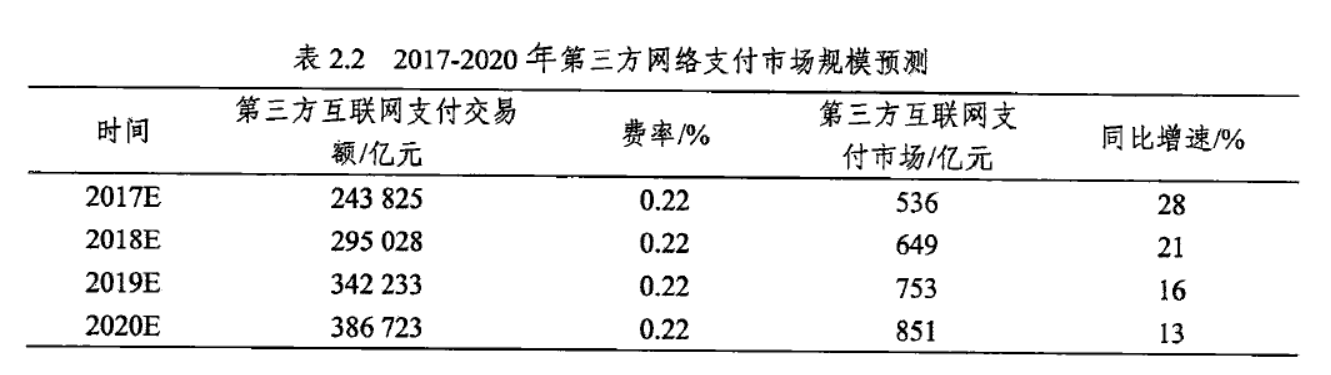 表 2.2 2017-2020 年第三方网络支付市场规模预测
时间 第三方互联网支付交易额/亿元 费率/% 第三方互联网支付市场/亿元 同比增速/%
2017E 243 825 0.22 536 28
2018E 295 028 0.22 649 21
2019E 342 233 0.22 753 16
2020E 386 723 0.22 851 13